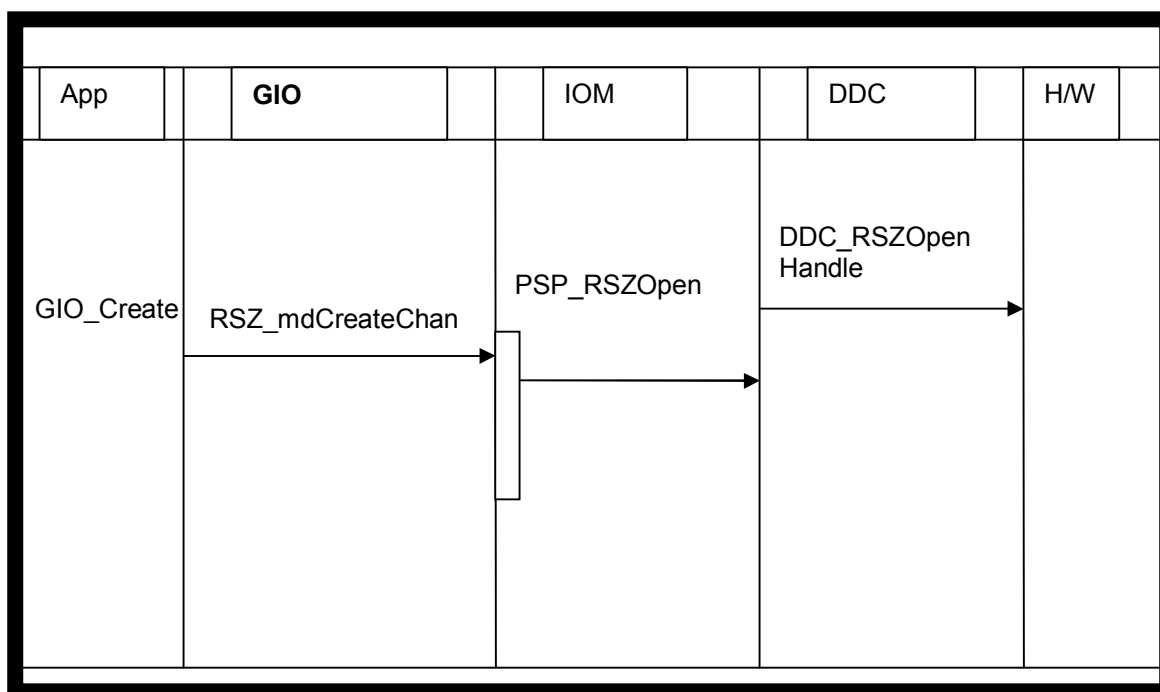 App
GIO
IOM
DDC
H/W
GIO_Create
RSZ_mdCreateChan
PSP_RSZOpen
DDC_RSZOpen
Handle